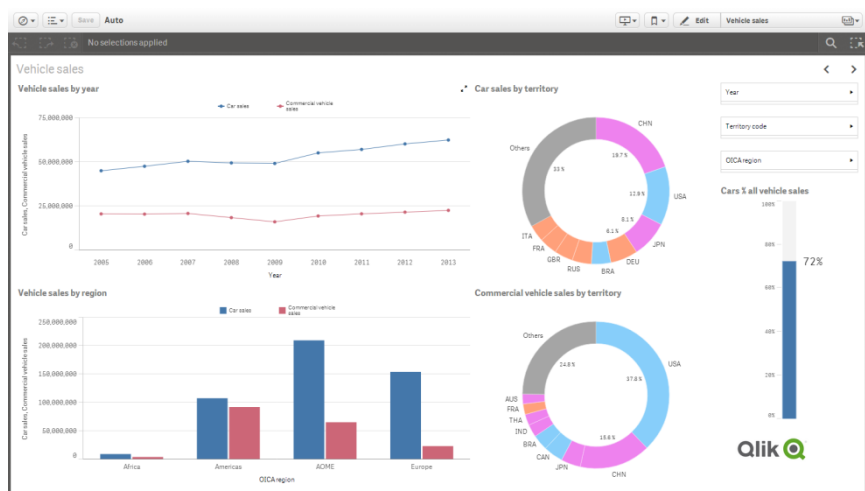 Save Auto
Edit Vehicle sales
No selections applied
Vehicle sales
Vehicle sales by year
Car sales
Commercial vehicle
sales
75,000,000
50,000,000
25,000,000
0
Car sales, Commercial vehicle sales
2005 2006 2007 2008 2009 2010 2011 2012 2013
Year
Car sales by territory
CHN
19.7 %
USA
12.9 %
JPN
8.1 %
DEU
6.1 %
BRA
RUS
GBR
FRA
ITA
Others
33 %
Year
Territory code
OICA region
Cars % all vehicle sales
100%
80%
72%
60%
40%
20%
0%
Vehicle sales by region
Car sales
Commercial vehicle
sales
250,000,000
200,000,000
150,000,000
100,000,000
50,000,000
0
Car sales, Commercial vehicle sales
Africa Americas AOME Europe
OICA region
Commercial vehicle sales by territory
USA
37.8 %
CHN
JPN
CAN
BRA
IND
THA
FRA
AUS
Others
Qlik Q